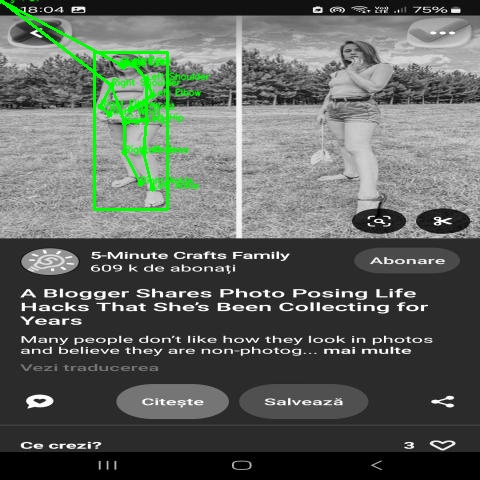 18:04
75%
Shoulder
Elbow
5-Minute Crafts Family
609 k de abonați
Abonare
A Blogger Shares Photo Posing Life
Hacks That She's Been Collecting for
Years
Many people don't like how they look in photos
and believe they are non-photog... mai multe
Vezi traducerea
Citește
Salvează
Ce crezi?
3